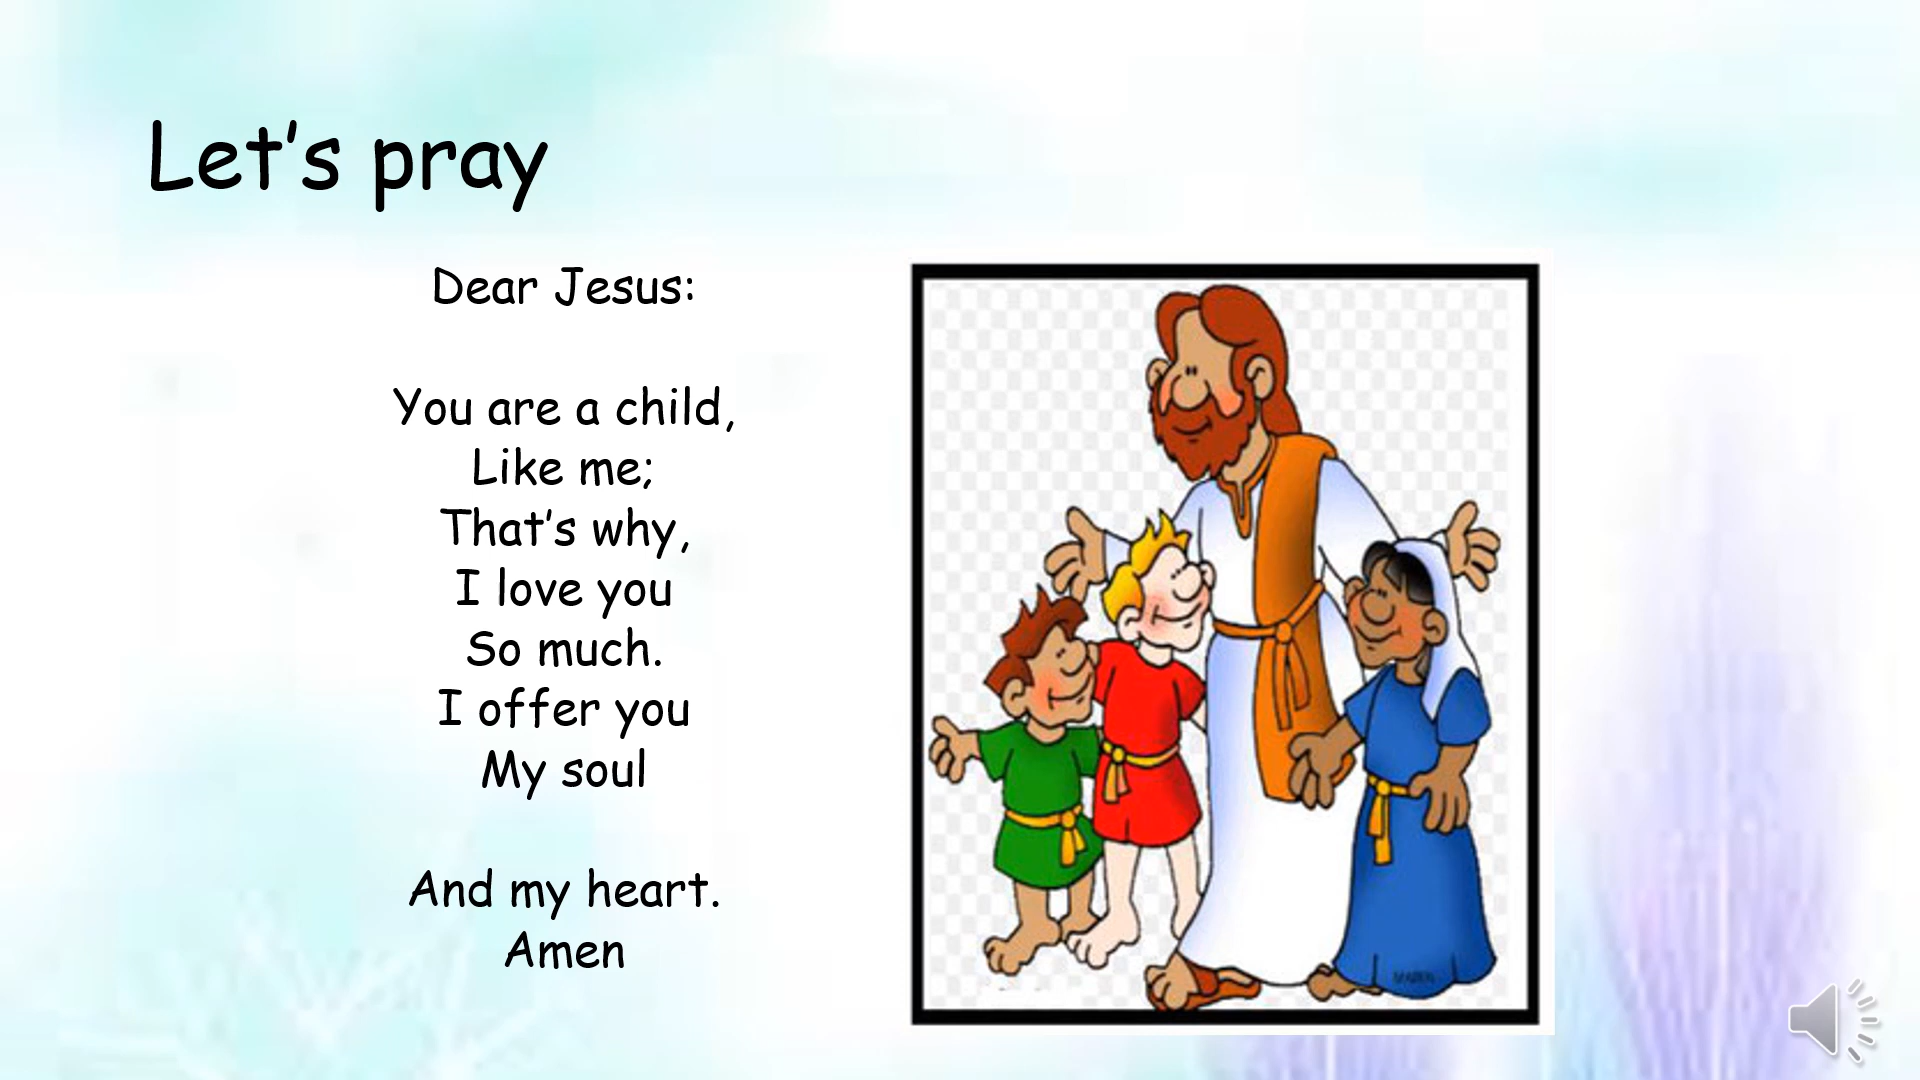 Let's pray
Dear Jesus:
You are a child,
Like me;
That's why,
I love you
So much.
I offer you
My soul
And my heart.
Amen